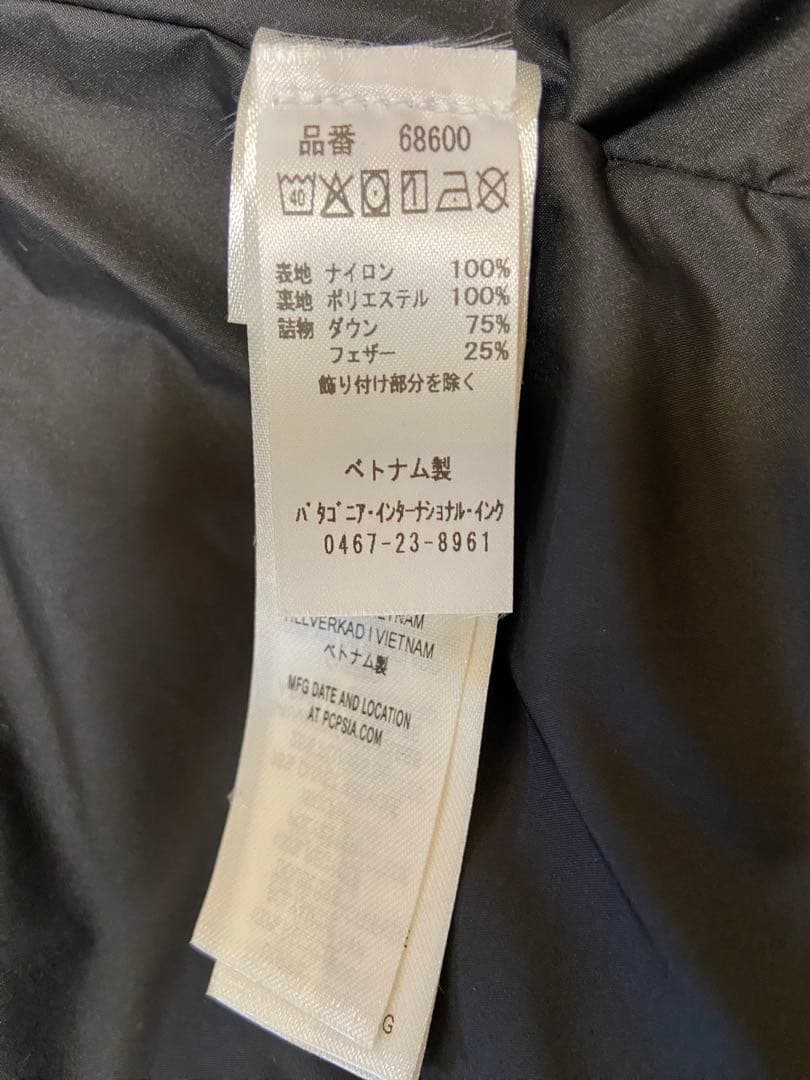 品番 68600
40
表地 ナイロン 100%
裏地 ポリエステル 100%
詰物 ダウン 75%
フェザー 25%
飾り付け部分を除く
ベトナム製
パタゴニア・インターナショナル・インク
0467-23-8961
TILLVERKAD I VIETNAM
ベトナム製
MFG DATE AND LOCATION
AT PCPSIA.COM
G